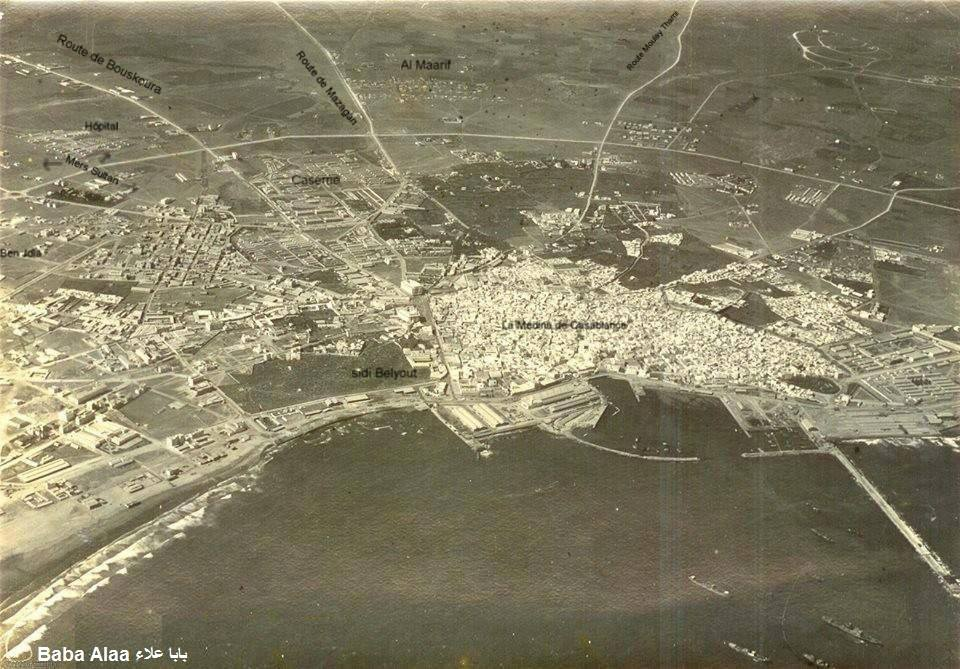 Route de Bouskoura
Route de Mazagan
Al Maarif
Route Moulay Thami
Hôpital
Mers Sultan
Caserne
Ben Jdia
La Médina de Casablanca
sidi Belyout
Baba Alaa بابا علاء